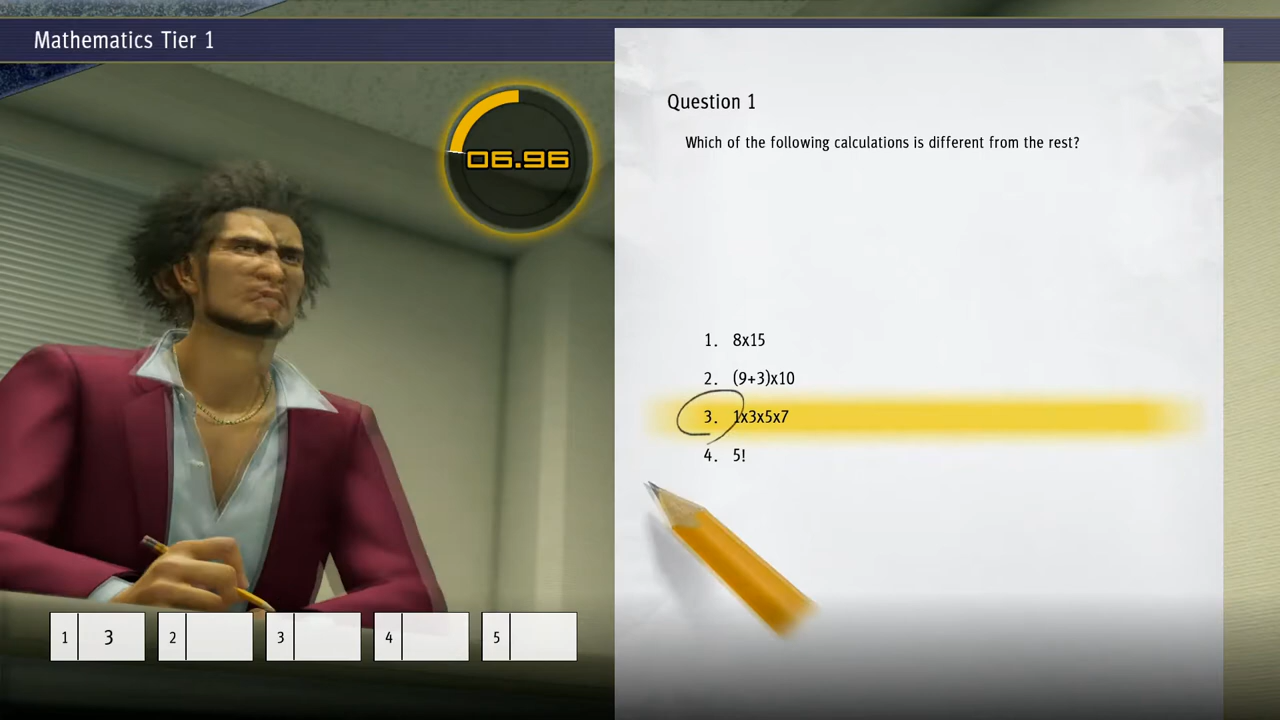 Mathematics Tier 1
06.96
Question 1
Which of the following calculations is different from the rest?
1. 8x15
2. (9+3)x10
3. 1x3x5x7
4. 5!
1 3 2 3 4 5